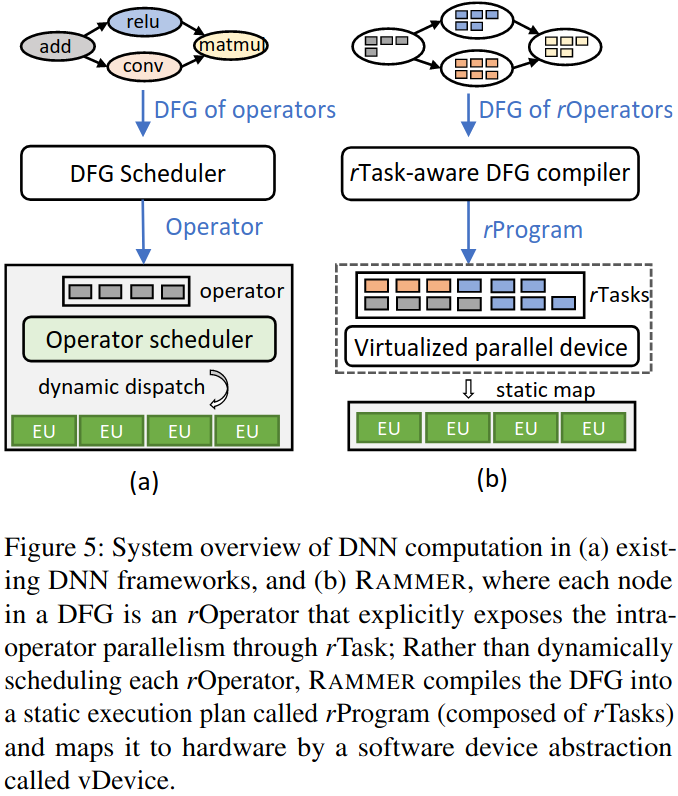 relu
add
matmul
conv
DFG of operators
DFG Scheduler
Operator
operator
Operator scheduler
dynamic dispatch
EU EU EU EU
(a)
DFG of rOperators
rTask-aware DFG compiler
rProgram
rTasks
Virtualized parallel device
static map
EU EU EU EU
(b)
Figure 5: System overview of DNN computation in (a) exist-
ing DNN frameworks, and (b) RAMMER, where each node
in a DFG is an rOperator that explicitly exposes the intra-
operator parallelism through rTask; Rather than dynamically
scheduling each rOperator, RAMMER compiles the DFG into
a static execution plan called rProgram (composed of rTasks)
and maps it to hardware by a software device abstraction
called vDevice.